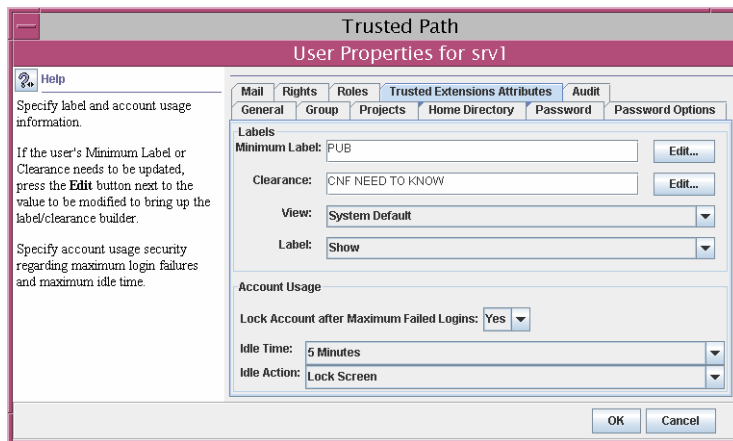 Trusted Path
User Properties for srv1
Help
Specify label and account usage
information.
If the user's Minimum Label or
Clearance needs to be updated,
press the Edit button next to the
value to be modified to bring up the
label/clearance builder.
Specify account usage security
regarding maximum login failures
and maximum idle time.
Mail Rights Roles Trusted Extensions Attributes Audit
General Group Projects Home Directory Password Password Options
Labels
Minimum Label: PUB Edit...
Clearance: CNF NEED TO KNOW Edit...
View: System Default
Label: Show
Account Usage
Lock Account after Maximum Failed Logins: Yes
Idle Time: 5 Minutes
Idle Action: Lock Screen
OK Cancel